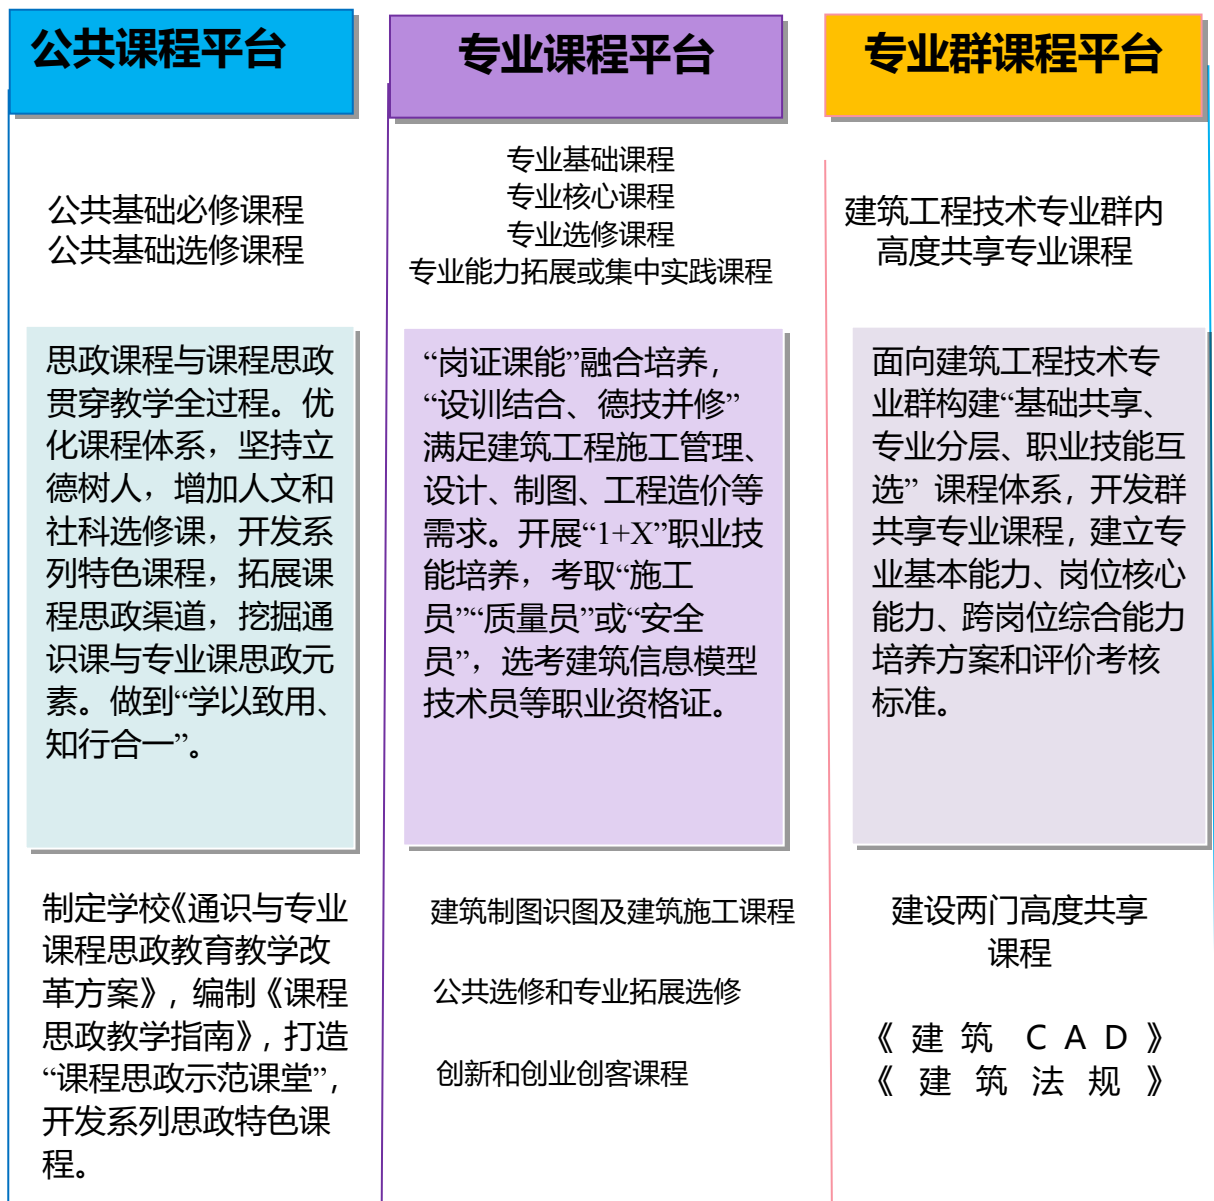 公共课程平台
公共基础必修课程
公共基础选修课程
思政课程与课程思政
贯穿教学全过程。优
化课程体系，坚持立
德树人，增加人文和
社科选修课，开发系
列特色课程，拓展课
程思政渠道，挖掘通
识课与专业课思政元
素。做到“学以致用、
知行合一”。
制定学校《通识与专业
课程思政教育教学改
革方案》，编制《课程
思政教学指南》，打造
“课程思政示范课堂”，
开发系列思政特色课
程。
专业课程平台
专业基础课程
专业核心课程
专业选修课程
专业能力拓展或集中实践课程
“岗证课能”融合培养，
“设训结合、德技并修”
满足建筑工程施工管理、
设计、制图、工程造价等
需求。开展“1+X”职业技
能培养，考取“施工
员”“质量员”或“安全
员”，选考建筑信息模型
技术员等职业资格证。
建筑制图识图及建筑施工课程
公共选修和专业拓展选修
创新和创业创客课程
专业群课程平台
建筑工程技术专业群内
高度共享专业课程
面向建筑工程技术专
业群构建“基础共享、
专业分层、职业技能互
选” 课程体系，开发群
共享专业课程，建立专
业基本能力、岗位核心
能力、跨岗位综合能力
培养方案和评价考核
标准。
建设两门高度共享
课程
《建筑 CAD》
《建筑法规》